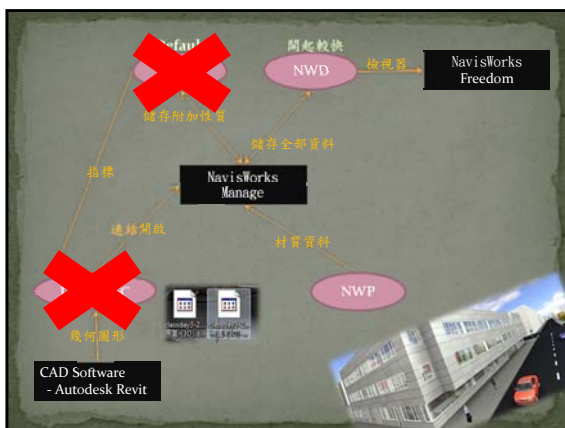 Default
開起較快
NWD
檢視器
NavisWorks
Freedom
儲存附加性質
儲存全部資料
指標
NavisWorks
Manage
連結開啟
材質資料
C
NWP
幾何圖形
CAD Software
- Autodesk Revit